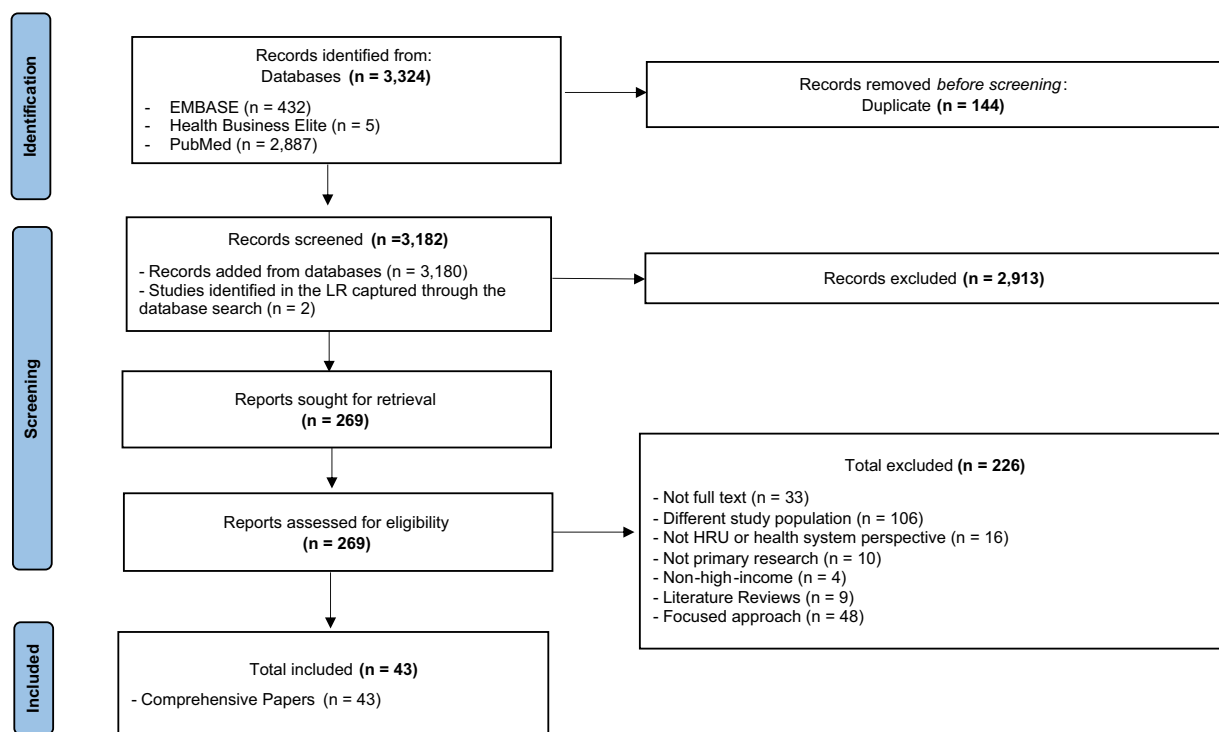 Identification
Records identified from:
Databases (n = 3,324)
- EMBASE (n = 432)
- Health Business Elite (n = 5)
- PubMed (n = 2,887)
Records removed before screening:
Duplicate (n = 144)
Screening
Records screened (n =3,182)
- Records added from databases (n = 3,180)
- Studies identified in the LR captured through the
database search (n = 2)
Records excluded (n = 2,913)
Reports sought for retrieval
(n = 269)
Reports assessed for eligibility
(n = 269)
Total excluded (n = 226)
- Not full text (n = 33)
- Different study population (n = 106)
- Not HRU or health system perspective (n = 16)
- Not primary research (n = 10)
- Non-high-income (n = 4)
- Literature Reviews (n = 9)
- Focused approach (n = 48)
Included
Total included (n = 43)
- Comprehensive Papers (n = 43)